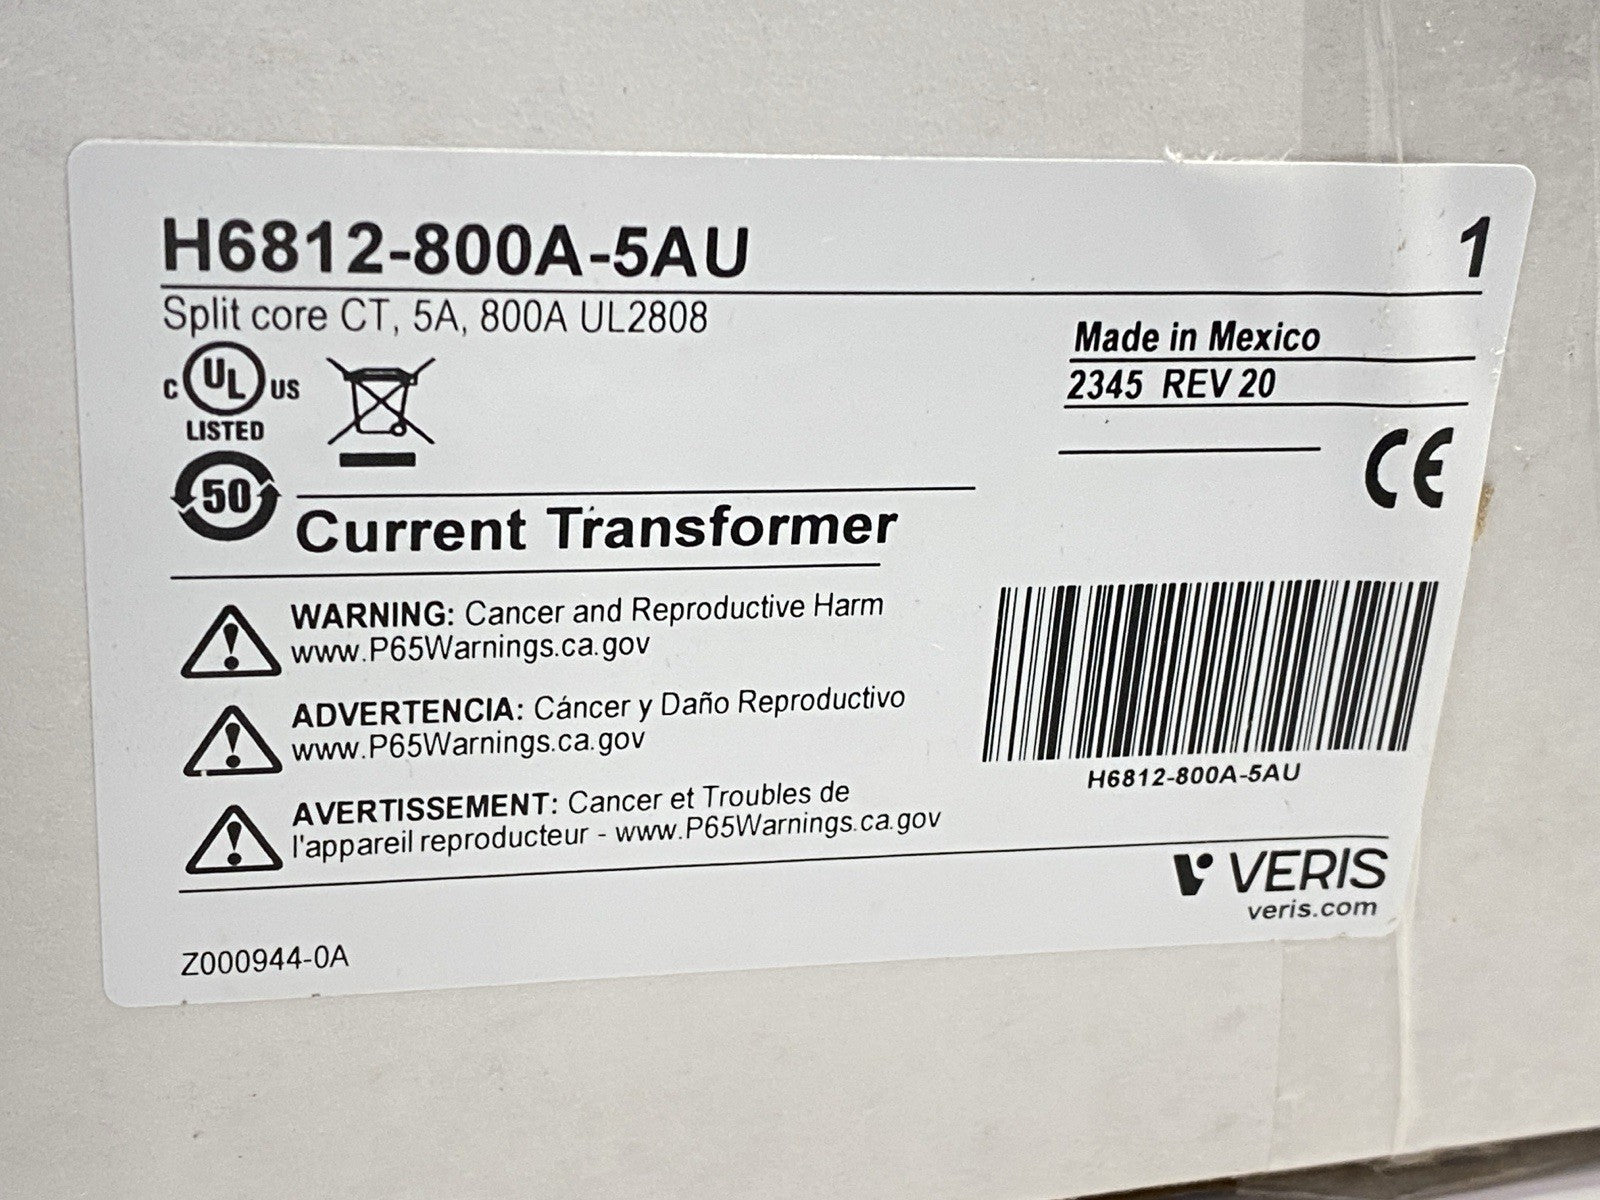 H6812-800A-5AU
1
Split core CT, 5A, 800A UL2808
Made in Mexico
2345 REV 20
C UL US
LISTED
CE
50
Current Transformer
WARNING: Cancer and Reproductive Harm
www.P65Warnings.ca.gov
ADVERTENCIA: Cáncer y Daño Reproductivo
www.P65Warnings.ca.gov
AVERTISSEMENT: Cancer et Troubles de
l'appareil reproducteur - www.P65Warnings.ca.gov
H6812-800A-5AU
VERIS
veris.com
Z000944-0A